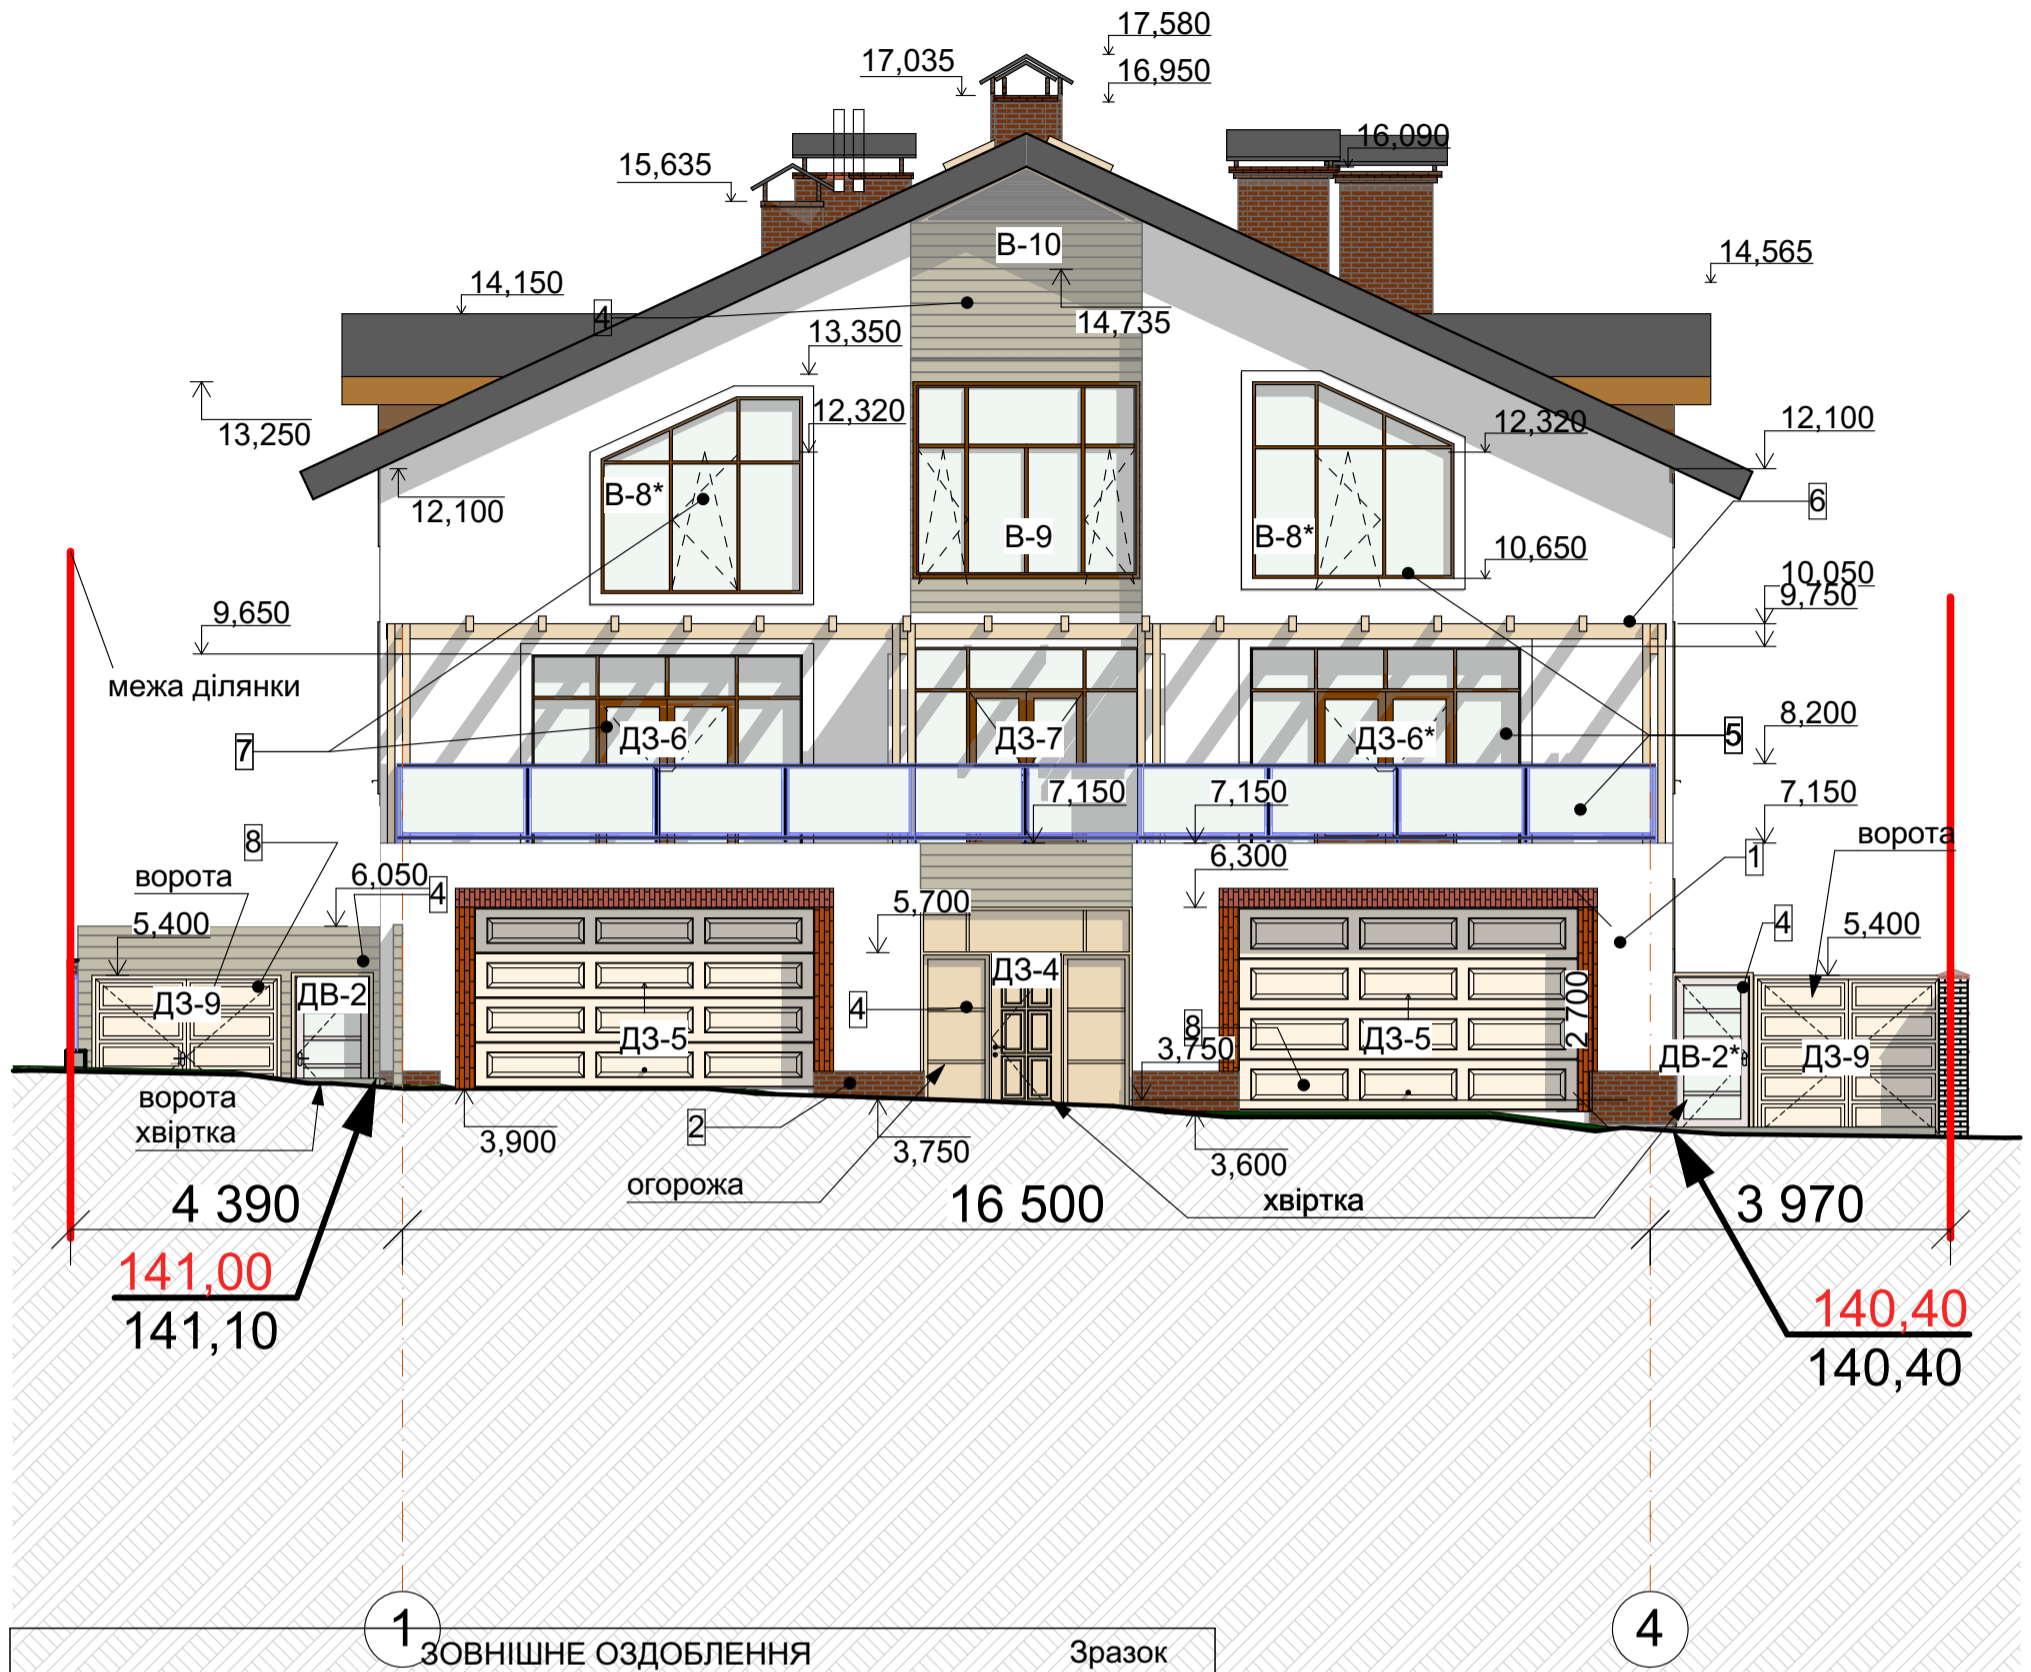 17,580
17,035
16,950
16,090
15,635
В-10
14,565
14,150
4
14,735
13,350
13,250
12,320
12,320
12,100
12,100
В-8*
В-9
В-8*
6
10,650
10,050
9,750
9,650
межа ділянки
7
ДЗ-6
ДЗ-7
ДЗ-6*
8,200
5
7,150
7,150
7,150
8
ворота
6,050
4
6,300
1
ворота
5,400
5,700
4
5,400
ДЗ-9
ДВ-2
ДЗ-4
4
2 700
ДЗ-5
8
3,750
ДЗ-5
ДВ-2*
ДЗ-9
ворота
хвіртка
3,900
2
3,750
3,600
огорожа
хвіртка
4 390
16 500
3 970
141,00
141,10
140,40
140,40
1
4
ЗОВНІШНЕ ОЗДОБЛЕННЯ
Зразок